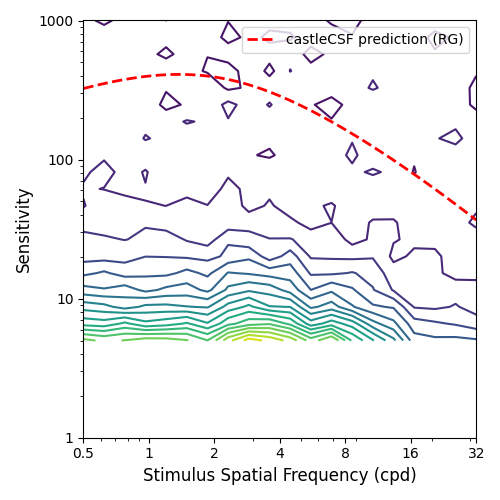 1000
castleCSF prediction (RG)
100
10
1
Sensitivity
0.5 1 2 4 8 16 32
Stimulus Spatial Frequency (cpd)